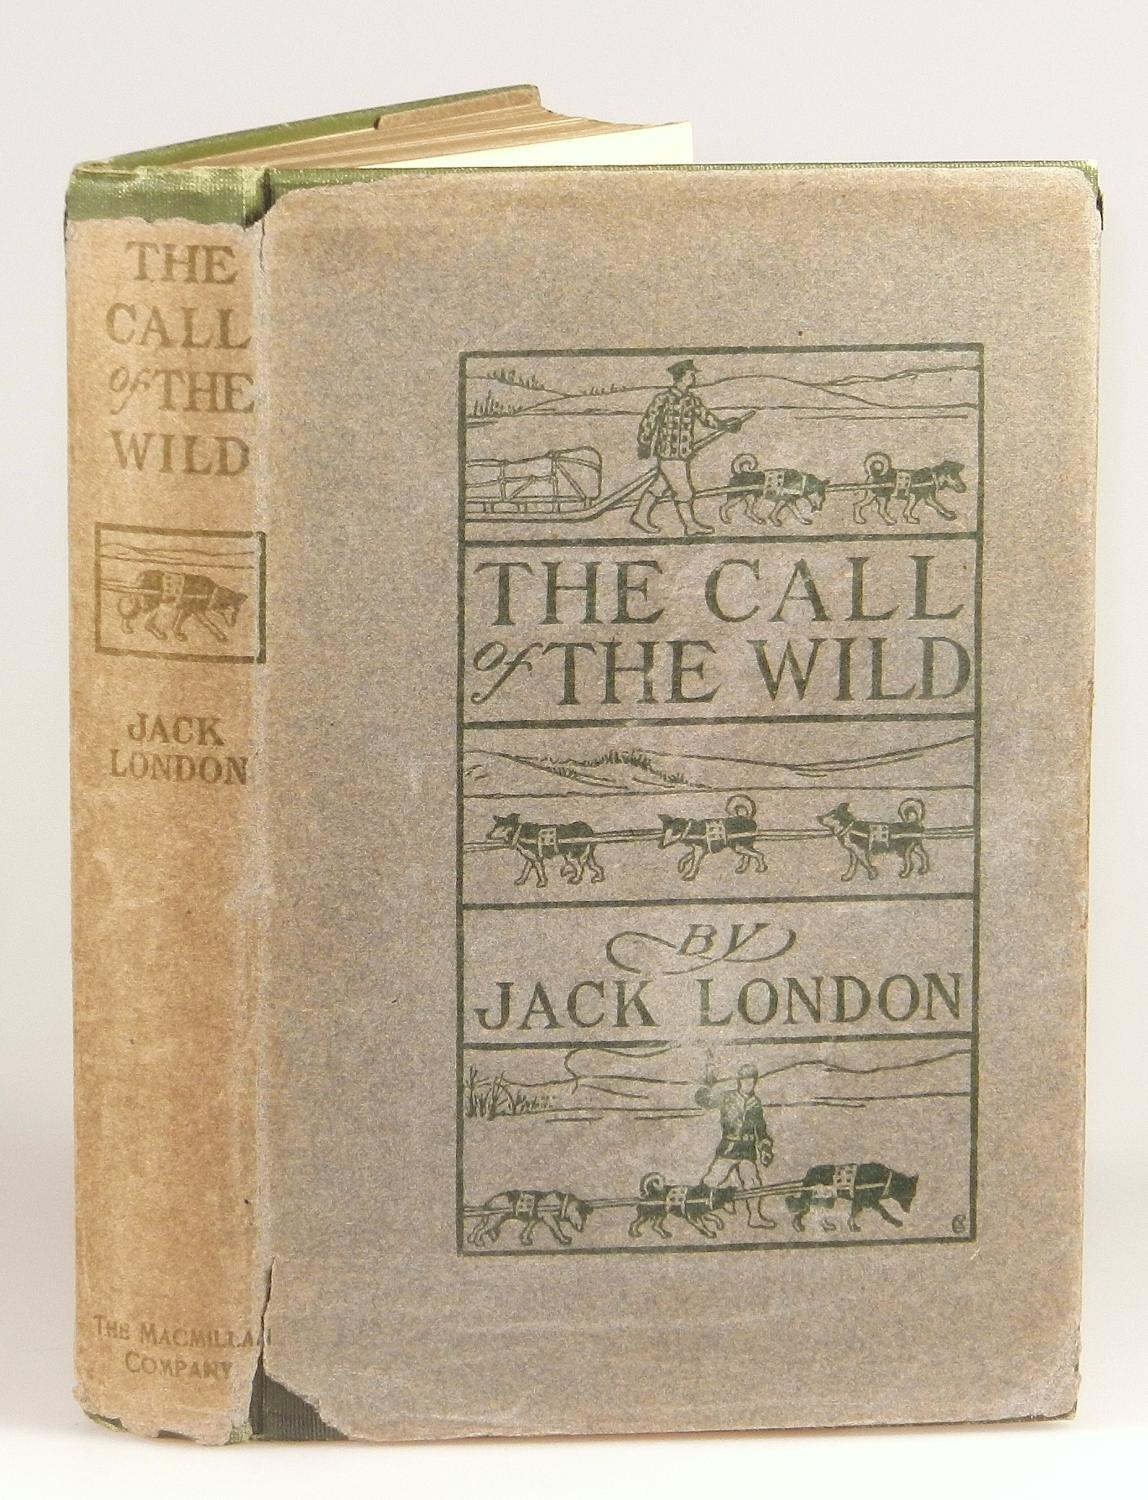 THE
CALL
of THE
WILD
JACK
LONDON
THE MACMILLAN
COMPANY
THE CALL
of THE WILD
BY
JACK LONDON